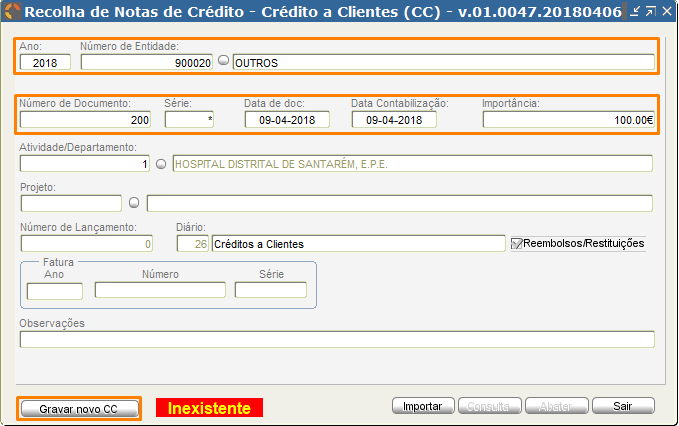 Recolha de Notas de Crédito - Crédito a Clientes (CC) - v.01.0047.20180406
Ano: Número de Entidade:
2018 900020 OUTROS
Número de Documento: Série: Data de doc: Data Contabilização: Importância:
200 * 09-04-2018 09-04-2018 100.00€
Atividade/Departamento:
1 HOSPITAL DISTRITAL DE SANTARÉM, E.P.E.
Projeto:
Número de Lançamento: Diário:
0 26 Créditos a Clientes Reembolsos/Restituições
Fatura
Ano Número Série
Observações
Gravar novo CC Inexistente Importar Consulta Abater Sair